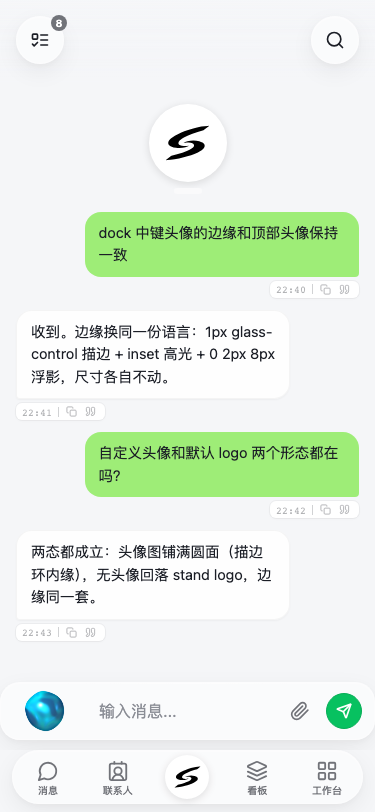 8
dock 中键头像的边缘和顶部头像保持
一致
22:40
收到。边缘换同一份语言：1px glass-
control 描边 + inset 高光 + 0 2px 8px
浮影，尺寸各自不动。
22:41
自定义头像和默认 logo 两个形态都在
吗？
22:42
两态都成立：头像图铺满圆面（描边
环内缘），无头像回落 stand logo，边
缘同一套。
22:43
输入消息...
消息
联系人
看板
工作台